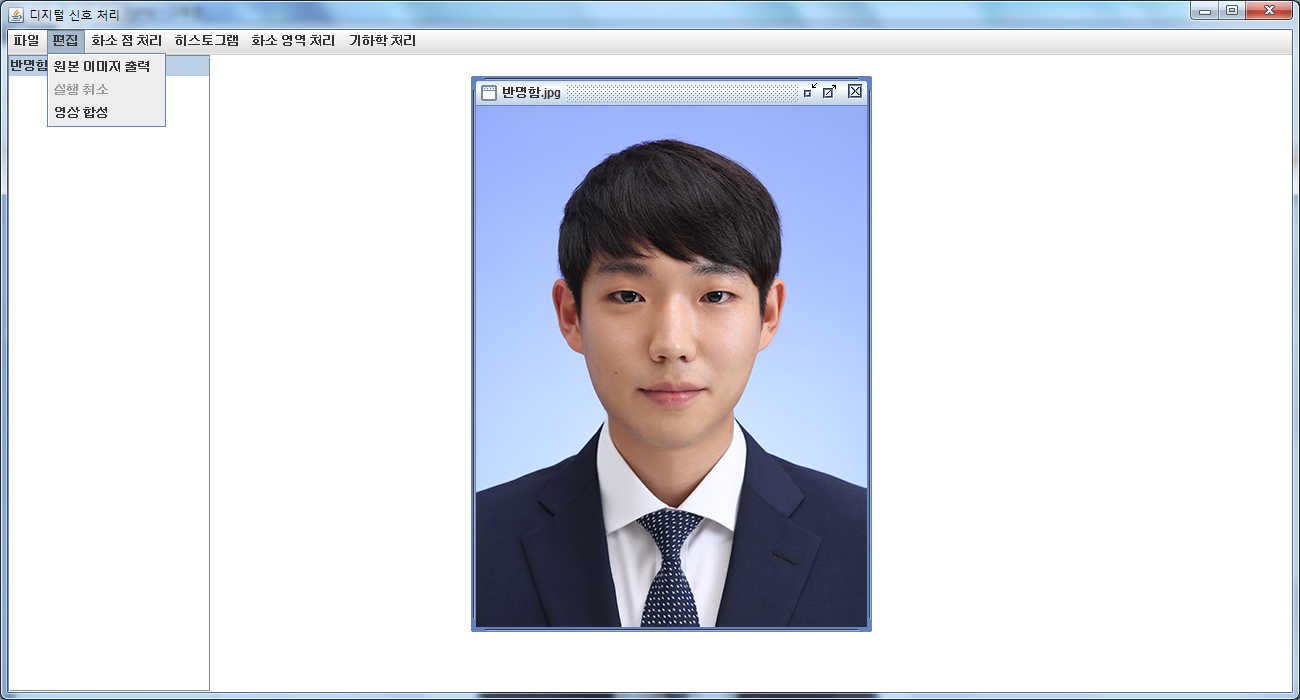 디지털 신호 처리
파일 편집 화소 점 처리 히스토그램 화소 영역 처리 기하학 처리
반명함
원본 이미지 출력
실행 취소
영상 합성
반명함.jpg